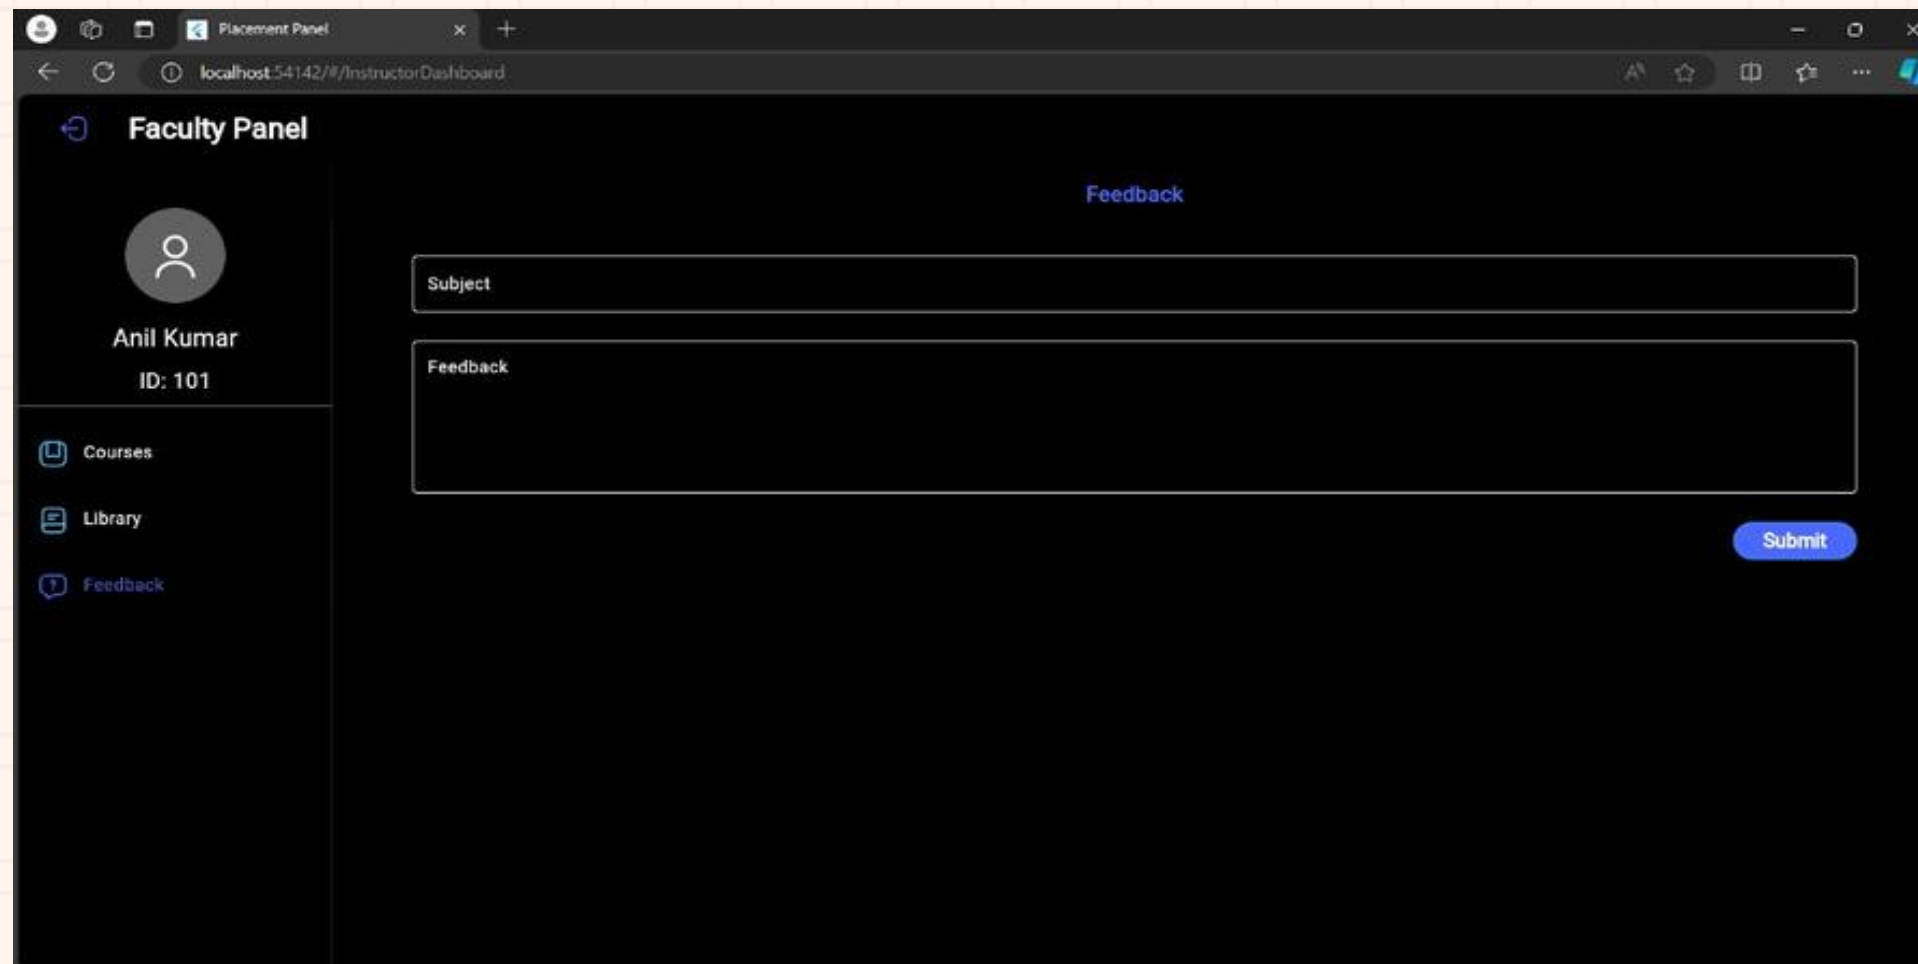 Placement Panel
localhost:54142/#/InstructorDashboard
Faculty Panel
Feedback
Anil Kumar
ID: 101
Courses
Library
Feedback
Subject
Feedback
Submit